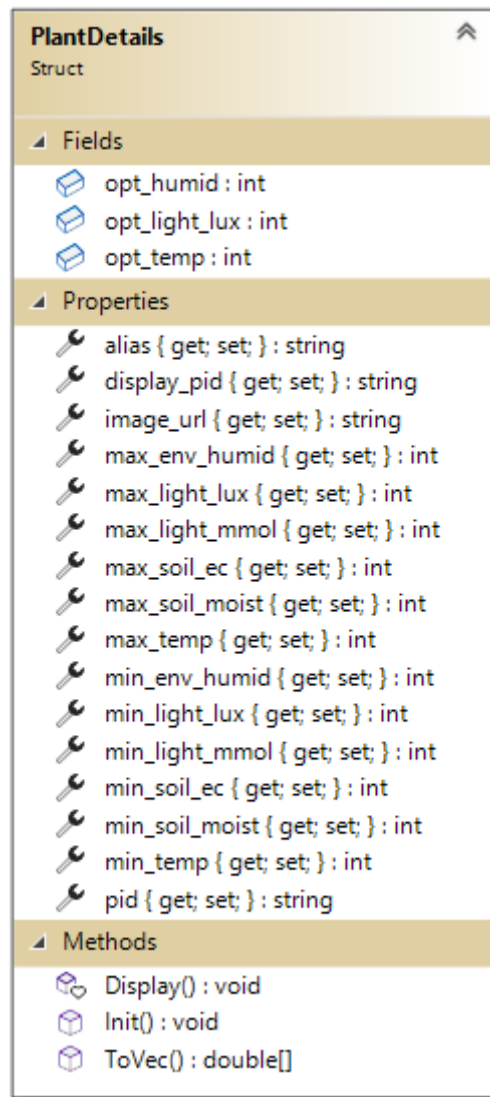 PlantDetails
Struct
Fields
opt_humid : int
opt_light_lux : int
opt_temp : int
Properties
alias { get; set; } : string
display_pid { get; set; } : string
image_url { get; set; } : string
max_env_humid { get; set; } : int
max_light_lux { get; set; } : int
max_light_mmol { get; set; } : int
max_soil_ec { get; set; } : int
max_soil_moist { get; set; } : int
max_temp { get; set; } : int
min_env_humid { get; set; } : int
min_light_lux { get; set; } : int
min_light_mmol { get; set; } : int
min_soil_ec { get; set; } : int
min_soil_moist { get; set; } : int
min_temp { get; set; } : int
pid { get; set; } : string
Methods
Display() : void
Init() : void
ToVec() : double[]